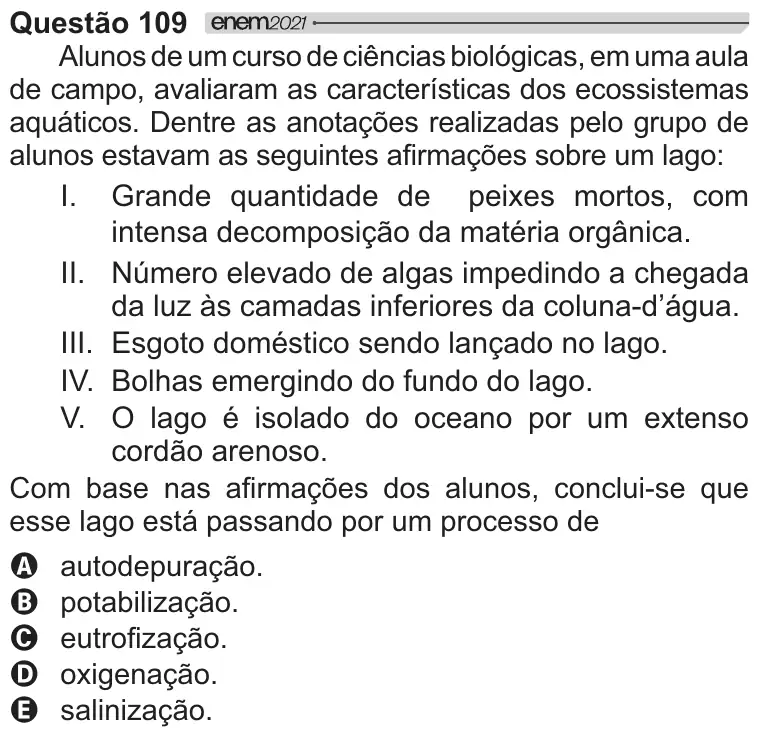 Questão 109 enem2021
Alunos de um curso de ciências biológicas, em uma aula
de campo, avaliaram as características dos ecossistemas
aquáticos. Dentre as anotações realizadas pelo grupo de
alunos estavam as seguintes afirmações sobre um lago:
I. Grande quantidade de peixes mortos, com
intensa decomposição da matéria orgânica.
II. Número elevado de algas impedindo a chegada
da luz às camadas inferiores da coluna-d’água.
III. Esgoto doméstico sendo lançado no lago.
IV. Bolhas emergindo do fundo do lago.
V. O lago é isolado do oceano por um extenso
cordão arenoso.
Com base nas afirmações dos alunos, conclui-se que
esse lago está passando por um processo de
A autodepuração.
B potabilização.
C eutrofização.
D oxigenação.
E salinização.